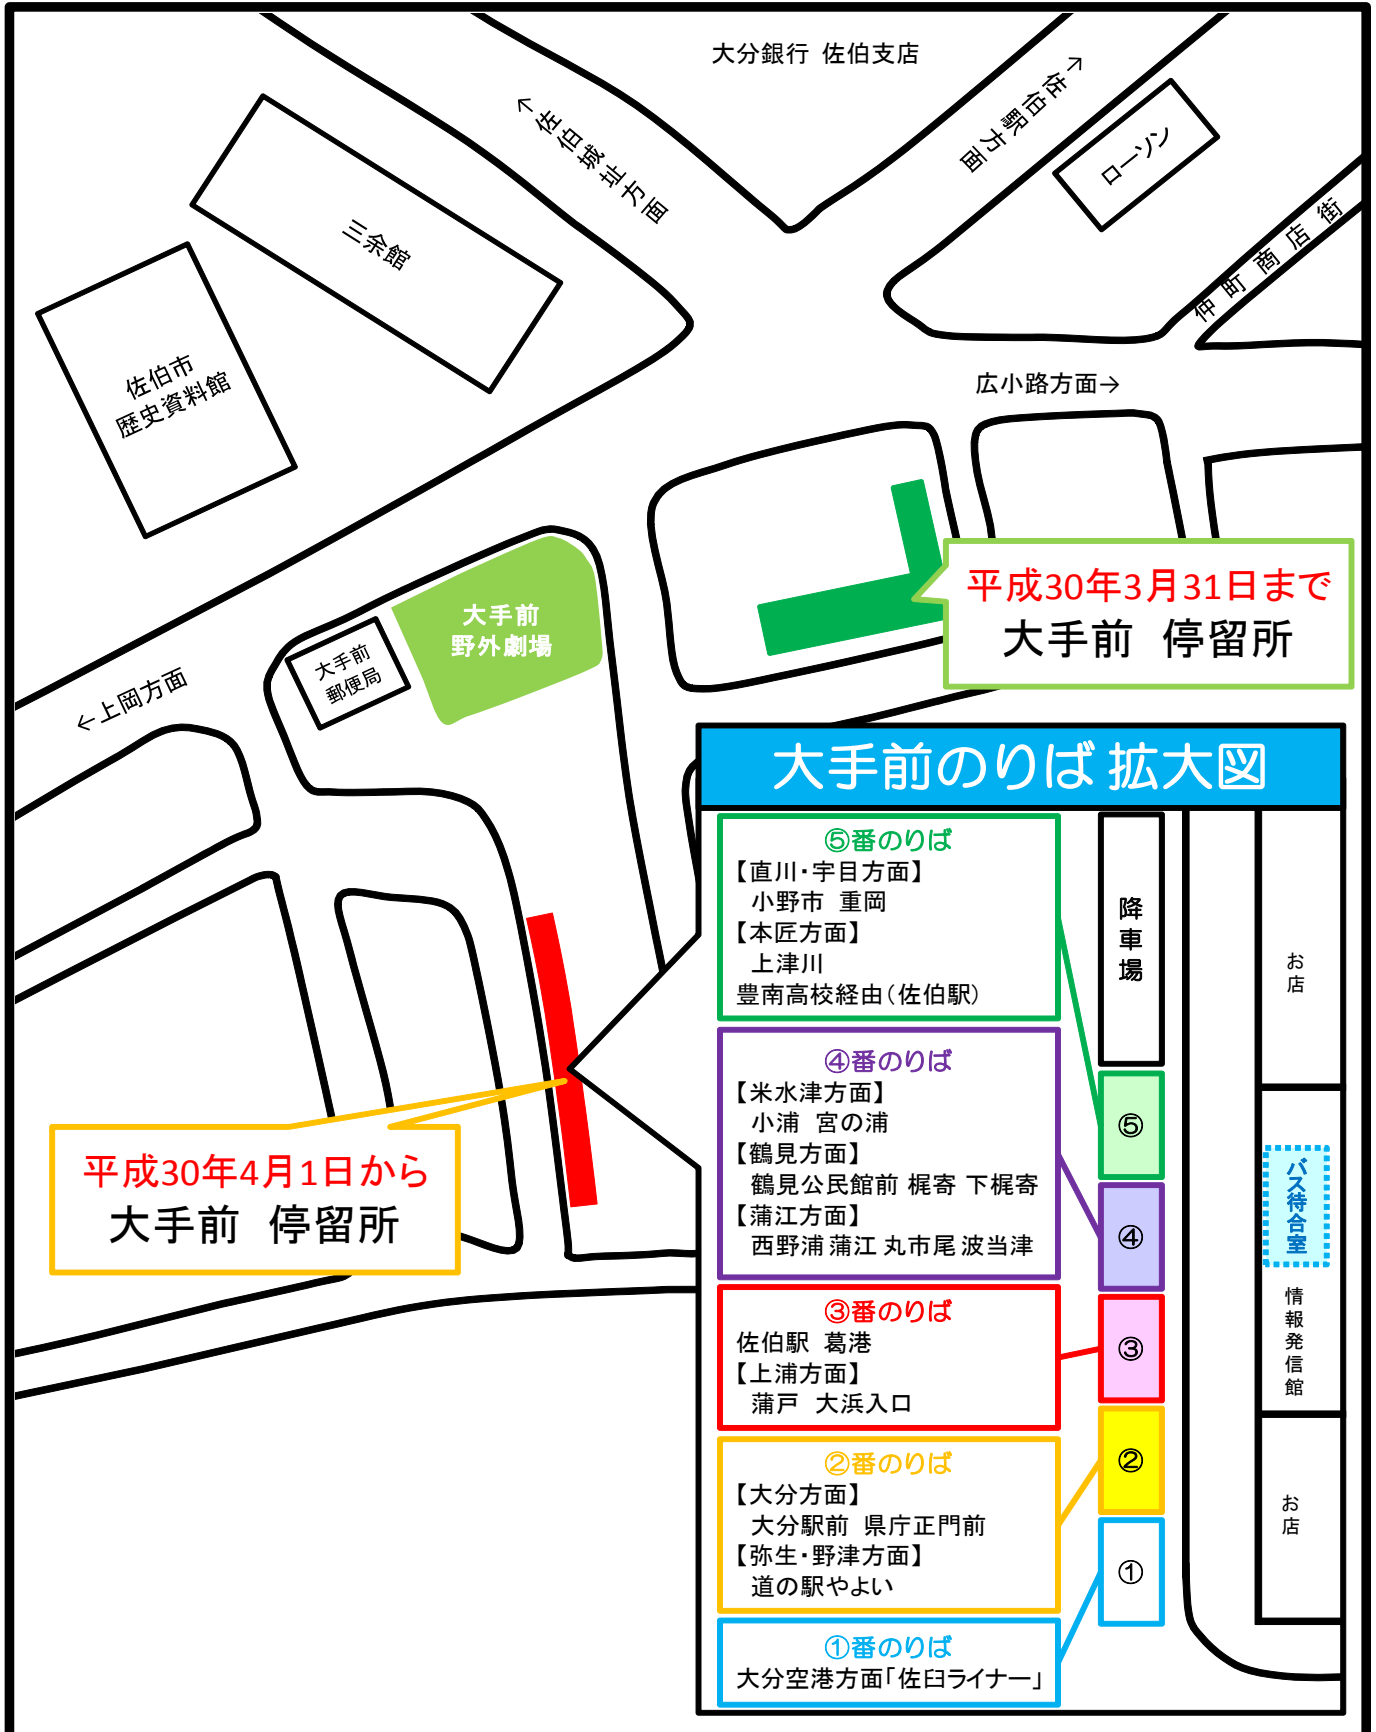 大分銀行 佐伯支店
↑佐伯城址方面
佐伯駅方面↑
ローソン
三余館
仲町商店街
佐伯市
歴史資料館
広小路方面→
大手前
野外劇場
大手前
郵便局
←上岡方面
平成30年3月31日まで
大手前 停留所
平成30年4月1日から
大手前 停留所
大手前のりば 拡大図
⑤番のりば
【直川・宇目方面】
小野市 重岡
【本匠方面】
上津川
豊南高校経由(佐伯駅)
④番のりば
【米水津方面】
小浦 宮の浦
【鶴見方面】
鶴見公民館前 梶寄 下梶寄
【蒲江方面】
西野浦 蒲江 丸市尾 波当津
③番のりば
佐伯駅 葛港
【上浦方面】
蒲戸 大浜入口
②番のりば
【大分方面】
大分駅前 県庁正門前
【弥生・野津方面】
道の駅やよい
①番のりば
大分空港方面「佐臼ライナー」
降車場
⑤
④
③
②
①
お店
バス待合室
情報発信館
お店